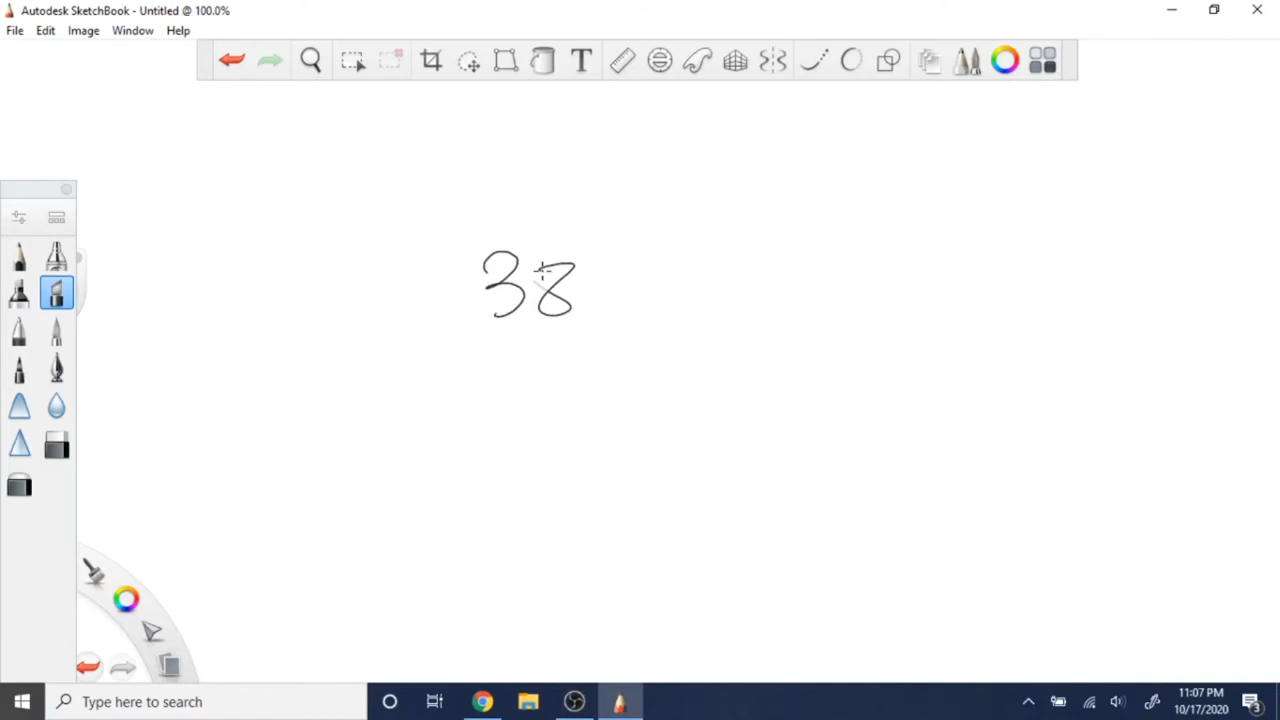 Autodesk SketchBook - Untitled @ 100.0%
File Edit Image Window Help
T
38
Type here to search
11:07 PM
10/17/2020
3